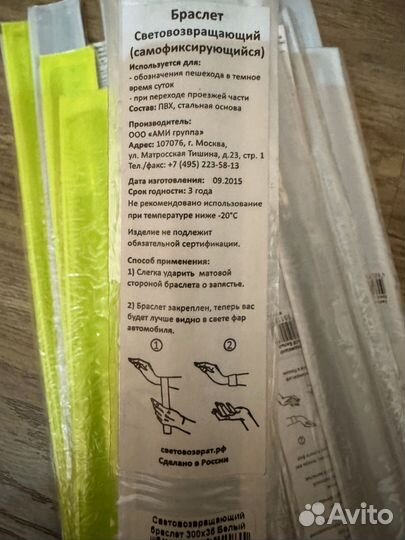 Браслет
Световозвращающий
(самофиксирующийся)
Используется для:
- обозначения пешехода в темное
время суток
- при переходе проезжей части
Состав: ПВХ, стальная основа
Производитель:
ООО «АМИ группа»
Адрес: 107076, г. Москва,
ул. Матросская Тишина, д.23, стр. 1
Тел./факс: +7 (495) 223-58-13
Дата изготовления: 09.2015
Срок годности: 3 года
Не рекомендовано использование
при температуре ниже -20°С
Изделие не подлежит
обязательной сертификации.
Способ применения:
1) Слегка ударить матовой
стороной браслета о запястье.
2) Браслет закреплен, теперь вас
будет лучше видно в свете фар
автомобиля.
1 2
световозврат.рф
Сделано в России
Световозвращающий
браслет 300х35 Белый
Avito